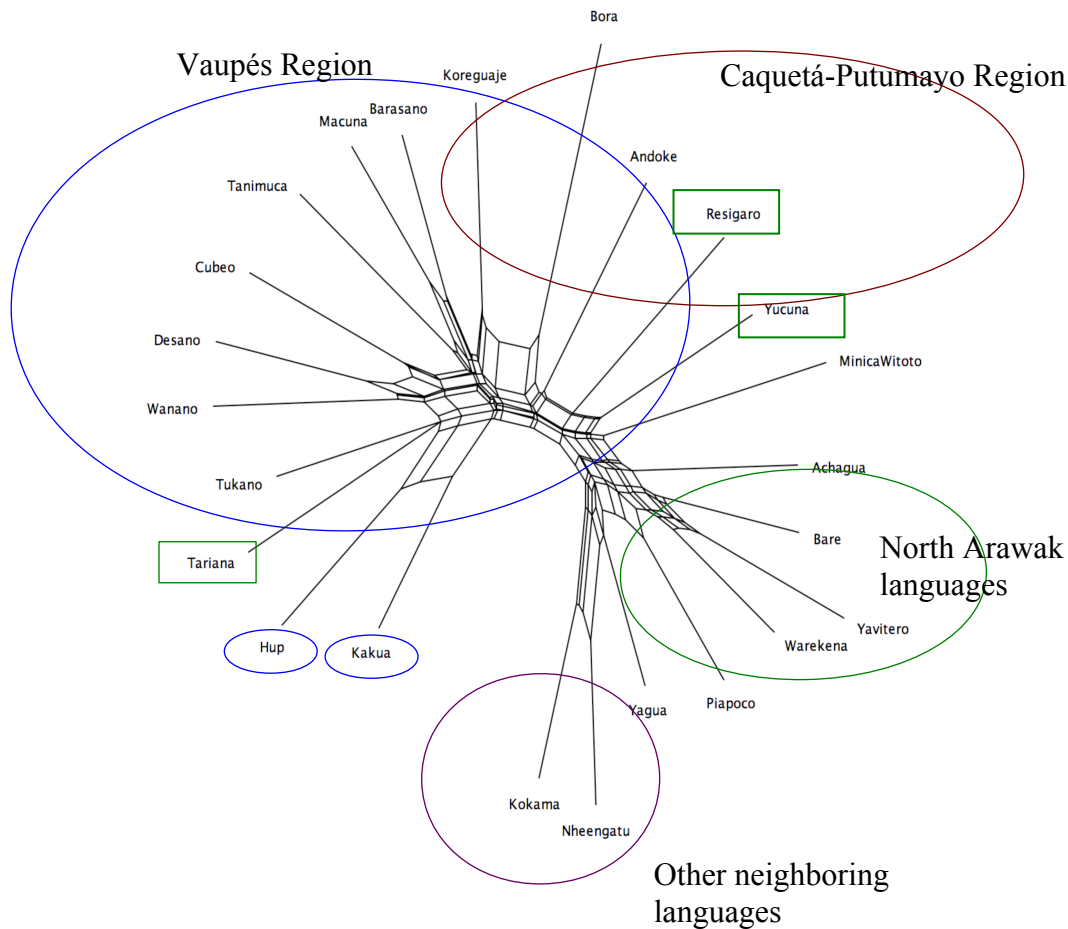 Bora
Vaupés Region
Caquetá-Putumayo Region
Koreguaje
Barasano
Macuna
Andoke
Tanimuca
Resigaro
Cubeo
Yucuna
Desano
MinicaWitoto
Wanano
Achagua
Tukano
Bare
North Arawak
languages
Tariana
Yavitero
Hup
Kakua
Warekena
Piapoco
Yagua
Kokama
Nheengatu
Other neighboring
languages